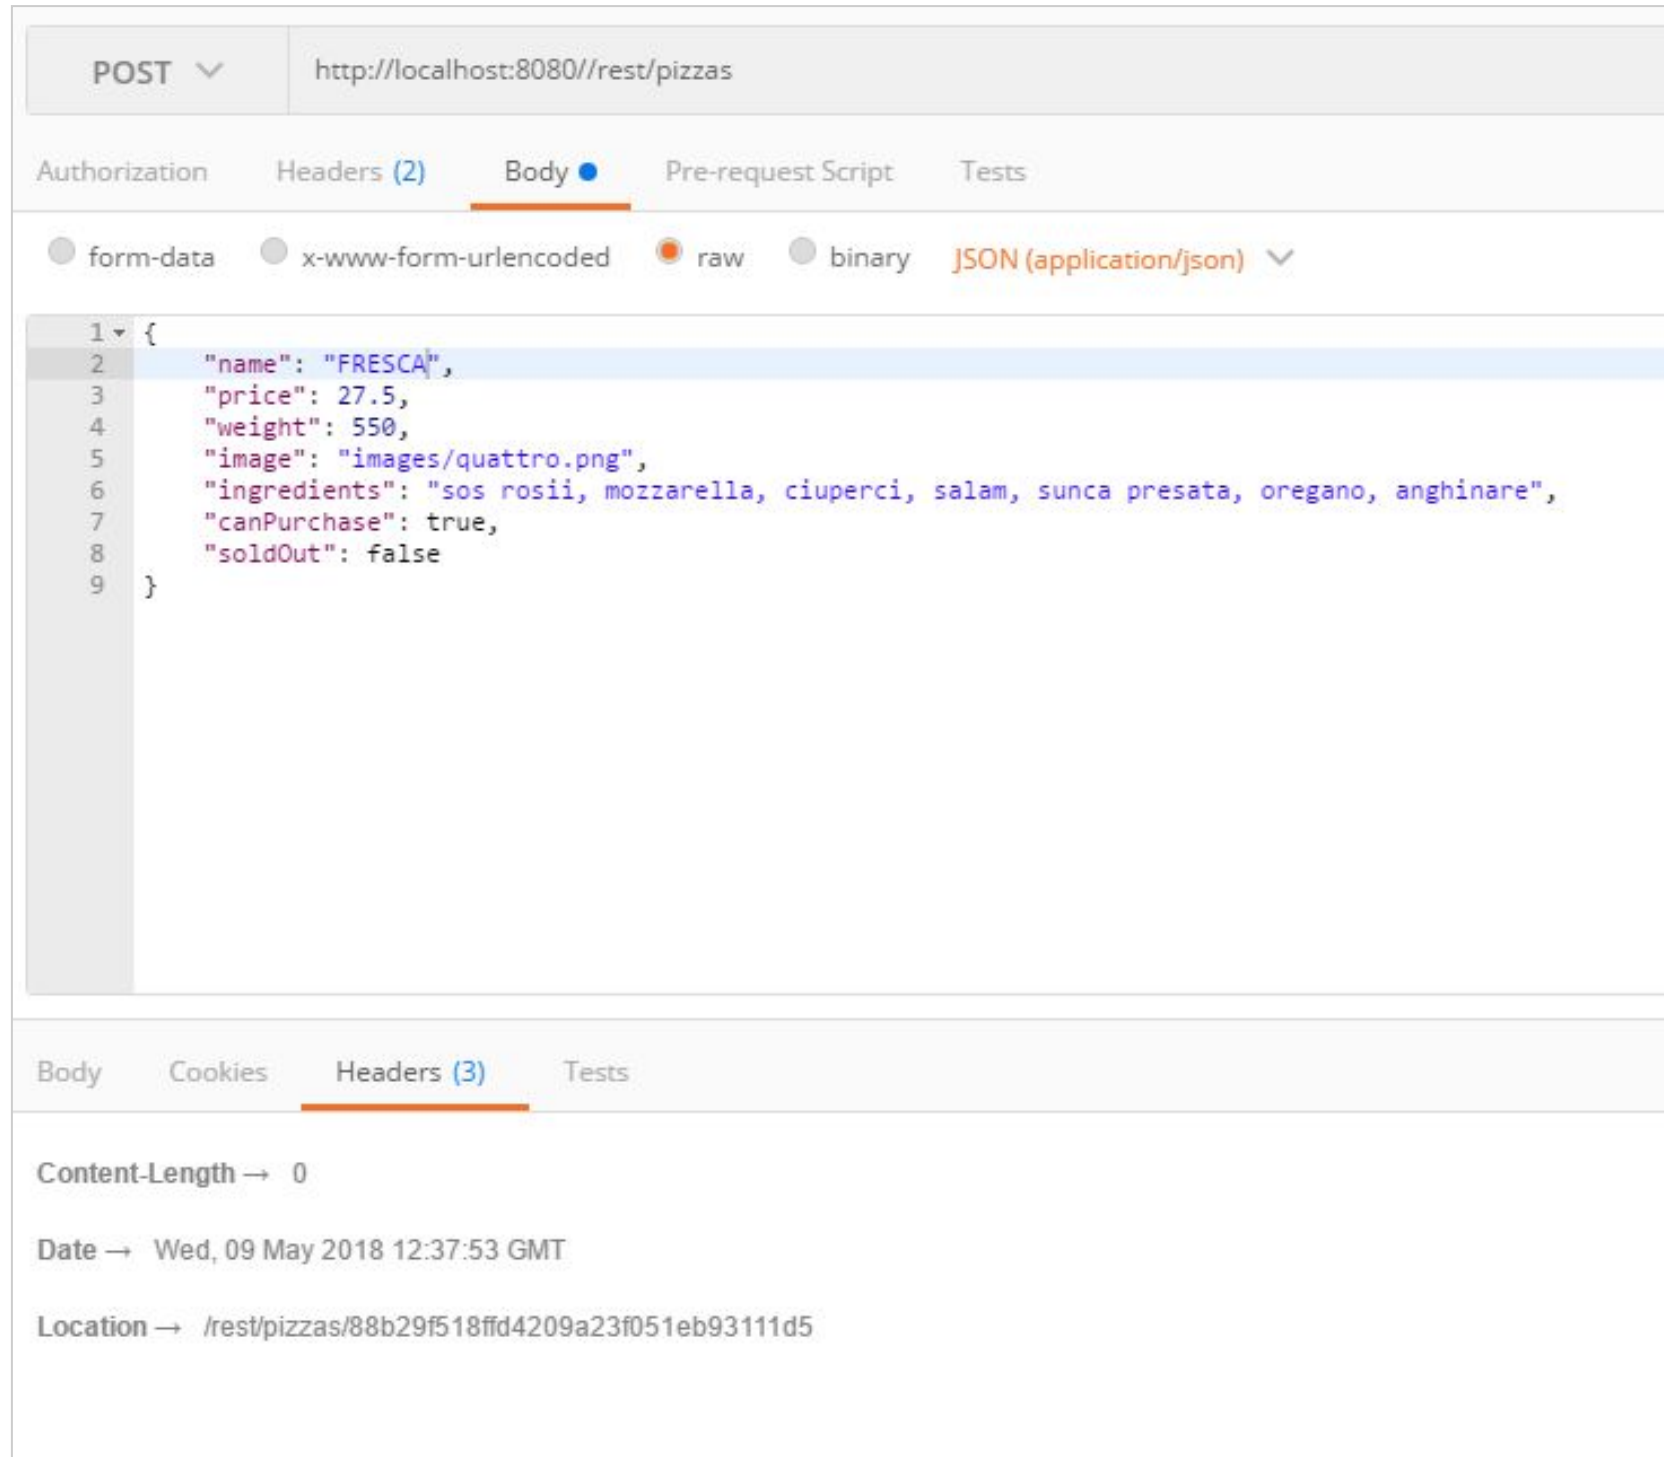 POST http://localhost:8080//rest/pizzas
Authorization Headers (2) Body Pre-request Script Tests
form-data x-www-form-urlencoded raw binary JSON (application/json)
1 {
2 "name": "FRESCA",
3 "price": 27.5,
4 "weight": 550,
5 "image": "images/quattro.png",
6 "ingredients": "sos rosii, mozzarella, ciuperci, salam, sunca presata, oregano, anghinare",
7 "canPurchase": true,
8 "soldOut": false
9 }
Body Cookies Headers (3) Tests
Content-Length → 0
Date → Wed, 09 May 2018 12:37:53 GMT
Location → /rest/pizzas/88b29f518ffd4209a23f051eb93111d5